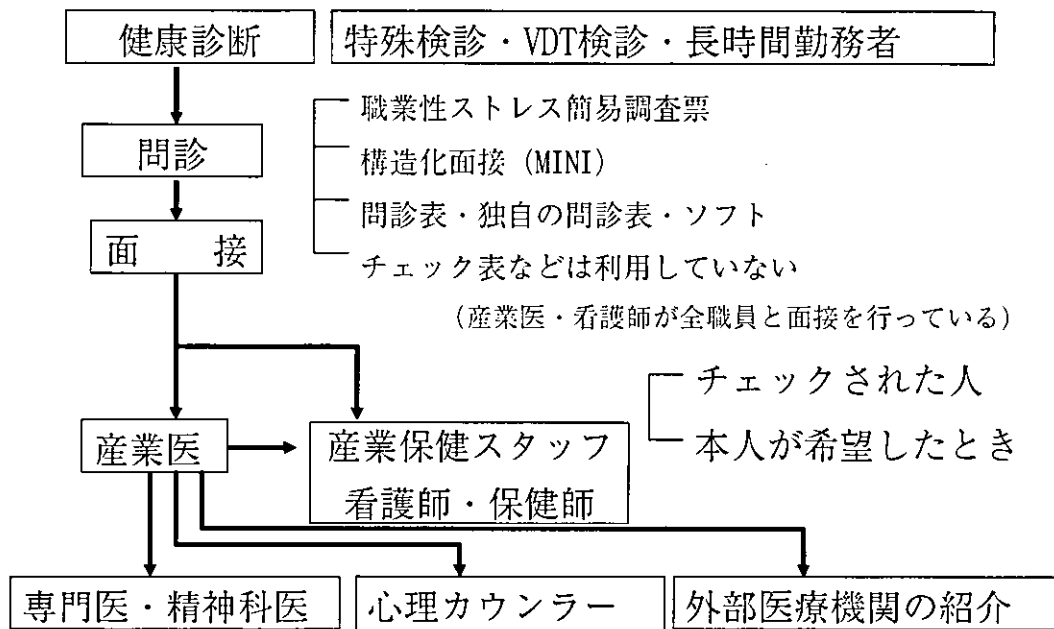 健康診断
特殊検診・VDT検診・長時間勤務者
職業性ストレス簡易調査票
問診
構造化面接 (MINI)
問診表・独自の問診表・ソフト
面　接
チェック表などは利用していない
(産業医・看護師が全職員と面接を行っている)
チェックされた人
産業医
産業保健スタッフ
看護師・保健師
本人が希望したとき
専門医・精神科医
心理カウンラー
外部医療機関の紹介